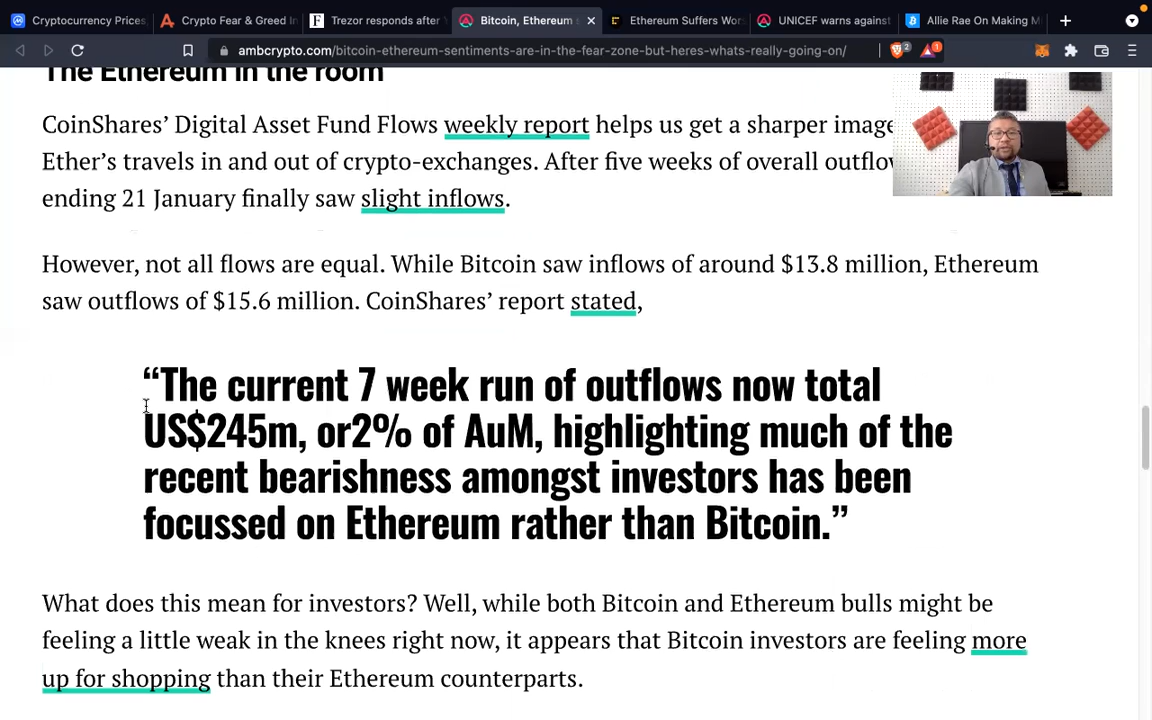 Cryptocurrency Prices,
Crypto Fear & Greed In
Trezor responds after
Bitcoin, Ethereum s
Ethereum Suffers Wors
UNICEF warns against
Allie Rae On Making M
ambcrypto.com/bitcoin-ethereum-sentiments-are-in-the-fear-zone-but-heres-whats-really-going-on/
2
1
The Ethereum in the room
CoinShares’ Digital Asset Fund Flows weekly report helps us get a sharper image
Ether’s travels in and out of crypto-exchanges. After five weeks of overall outflow
ending 21 January finally saw slight inflows.
However, not all flows are equal. While Bitcoin saw inflows of around $13.8 million, Ethereum
saw outflows of $15.6 million. CoinShares’ report stated,
“The current 7 week run of outflows now total
US$245m, or2% of AuM, highlighting much of the
recent bearishness amongst investors has been
focussed on Ethereum rather than Bitcoin.”
What does this mean for investors? Well, while both Bitcoin and Ethereum bulls might be
feeling a little weak in the knees right now, it appears that Bitcoin investors are feeling more
up for shopping than their Ethereum counterparts.